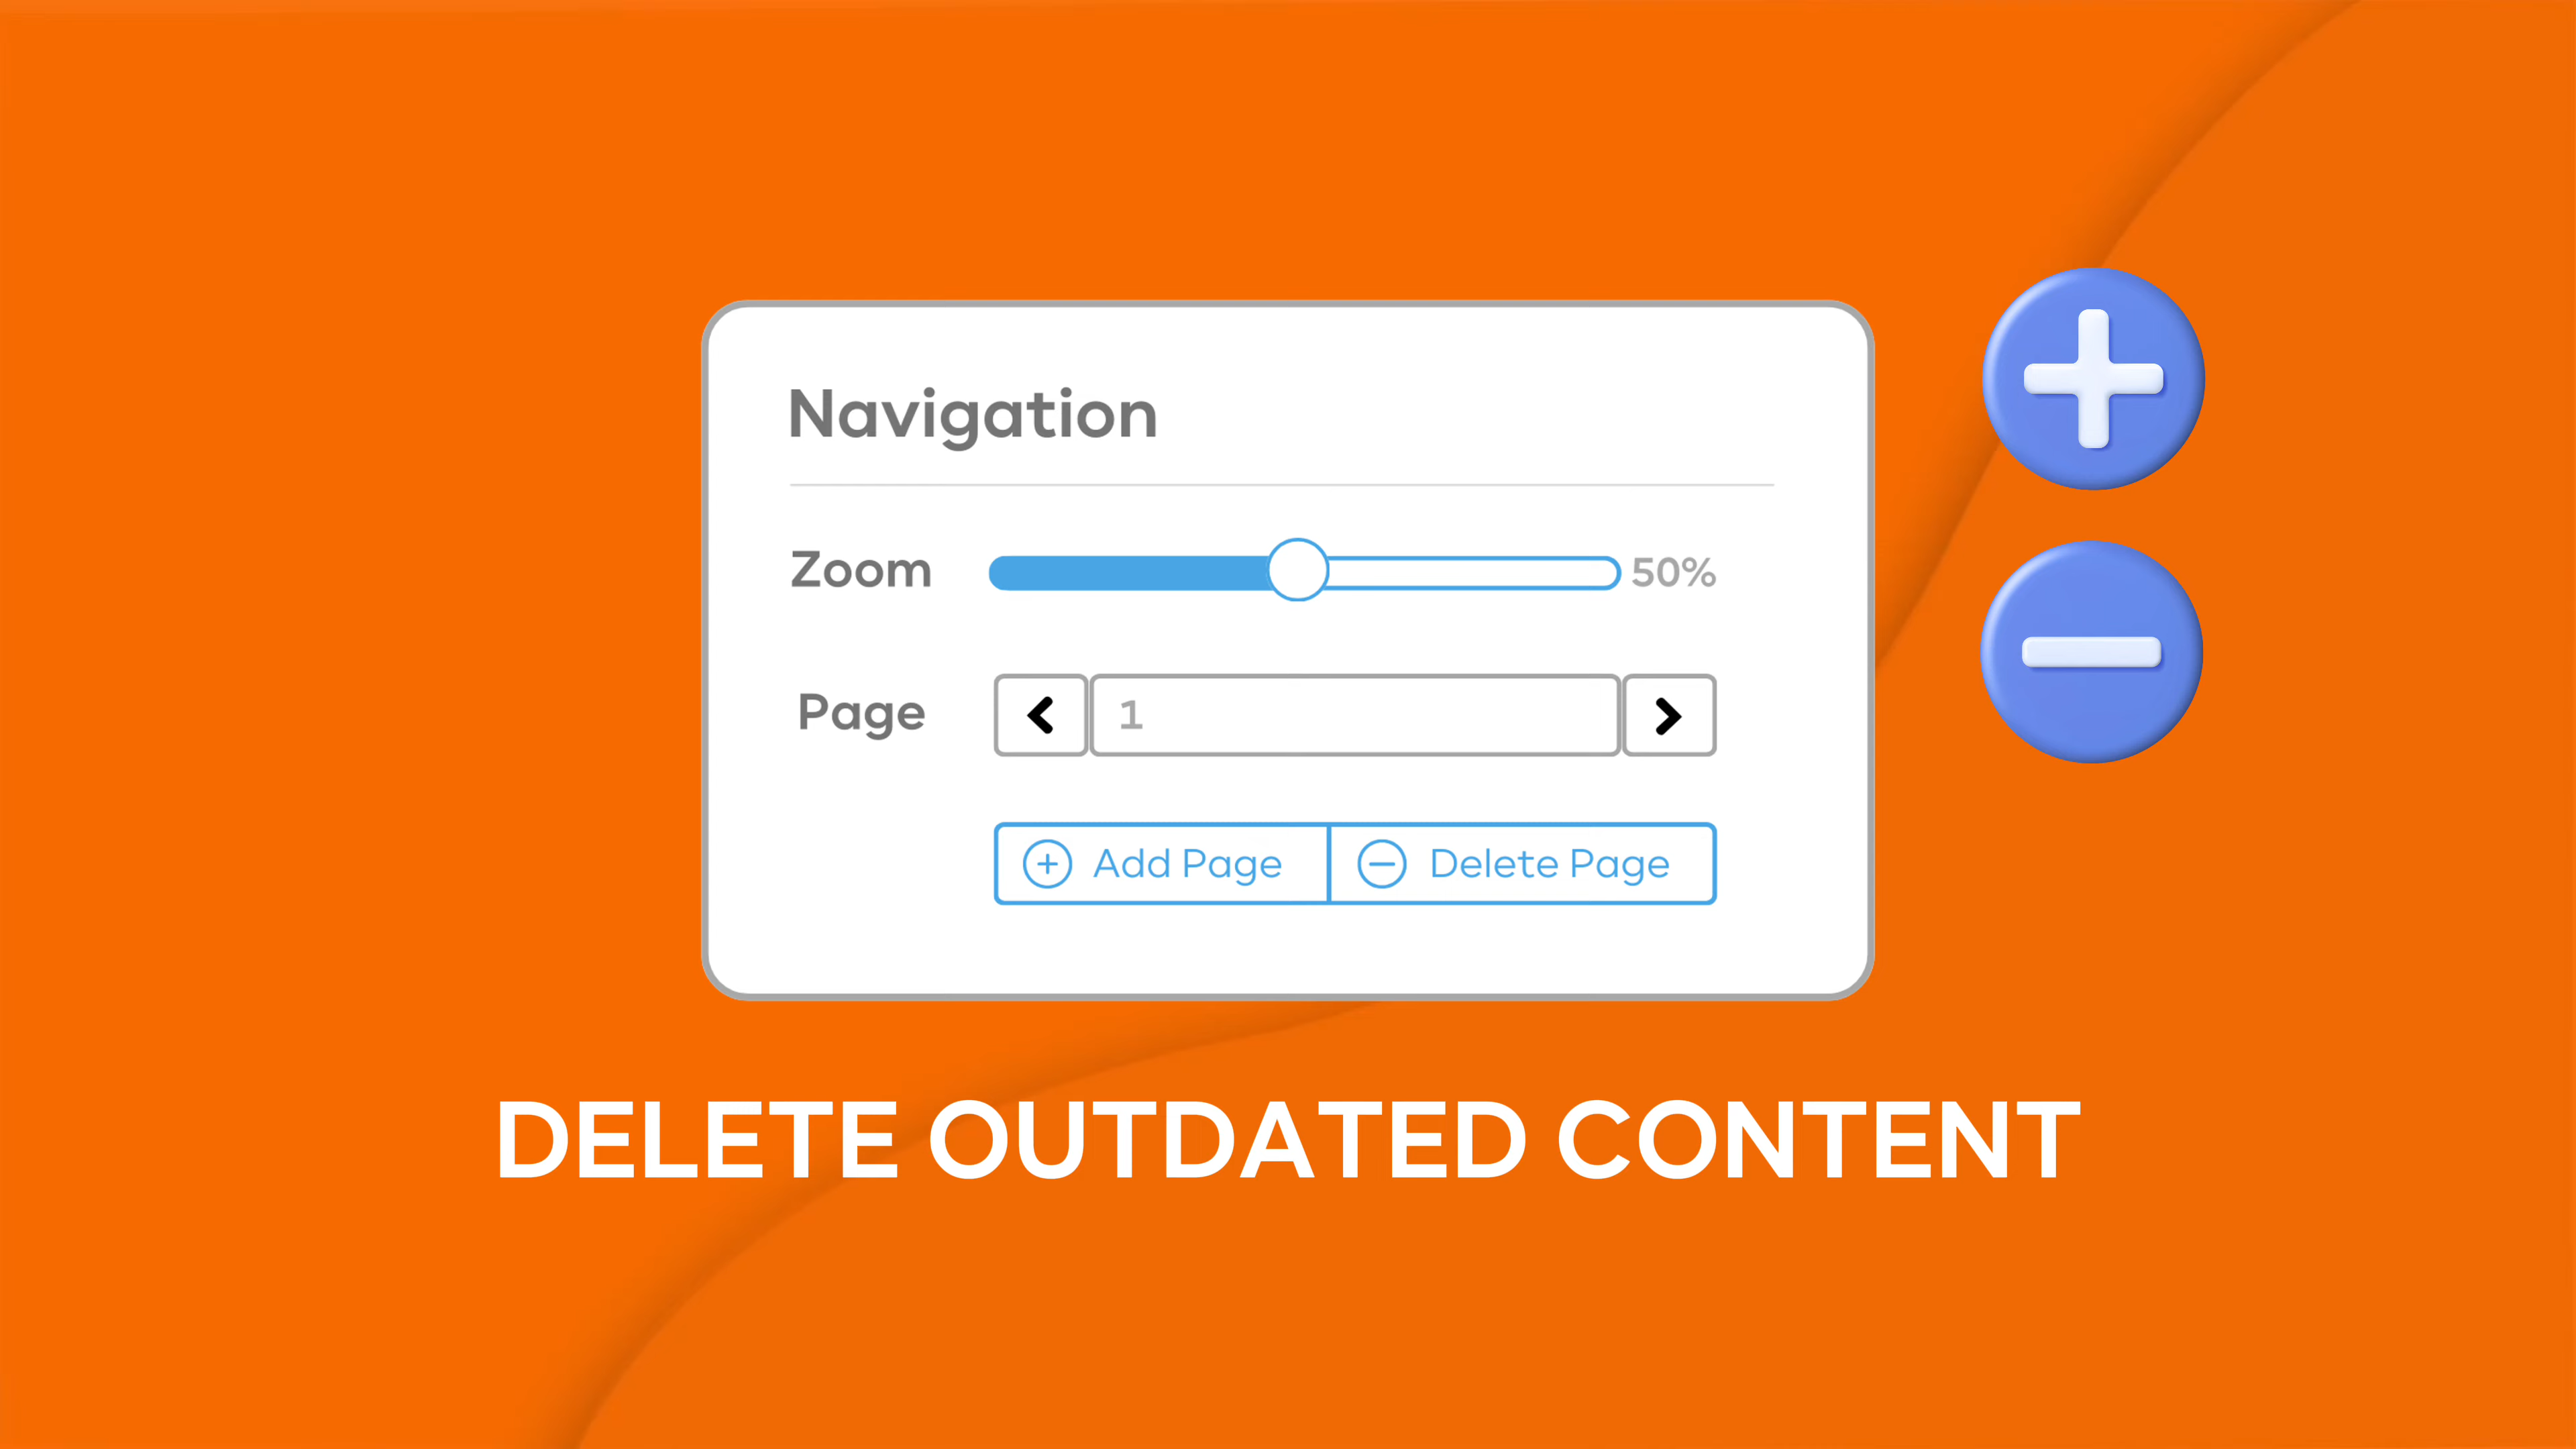 Navigation
Zoom 50%
Page 1
Add Page Delete Page
DELETE OUTDATED CONTENT